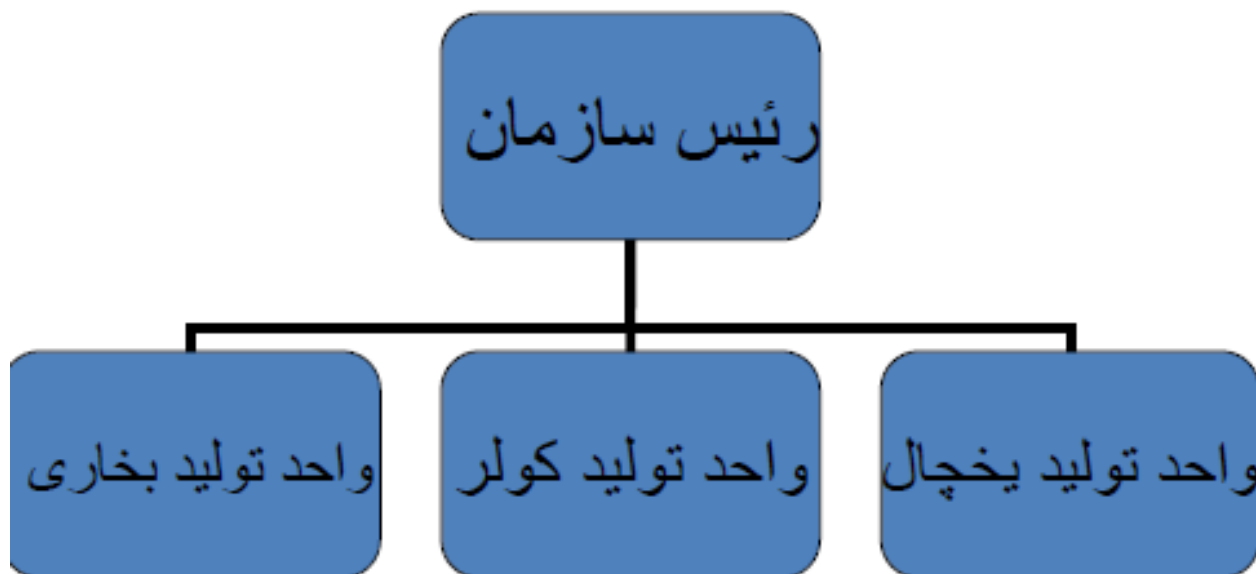 رئیس سازمان
واحد تولید یخچال
واحد تولید کولر
واحد تولید بخاری